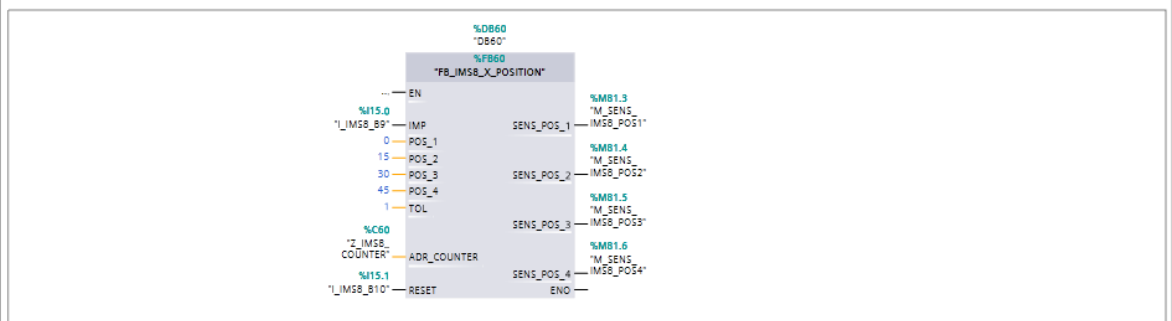 %DB60
"DB60"
%FB60
"FB_IMS8_X_POSITION"
... EN
%I15.0
"I_IMS8_B9" IMP
0 POS_1
15 POS_2
30 POS_3
45 POS_4
1 TOL
%C60
"Z_IMS8_
COUNTER" ADR_COUNTER
%I15.1
"I_IMS8_B10" RESET
%M81.3
"M_SENS_
SENS_POS_1 IMS8_POS1"
%M81.4
"M_SENS_
SENS_POS_2 IMS8_POS2"
%M81.5
"M_SENS_
SENS_POS_3 IMS8_POS3"
%M81.6
"M_SENS_
SENS_POS_4 IMS8_POS4"
ENO